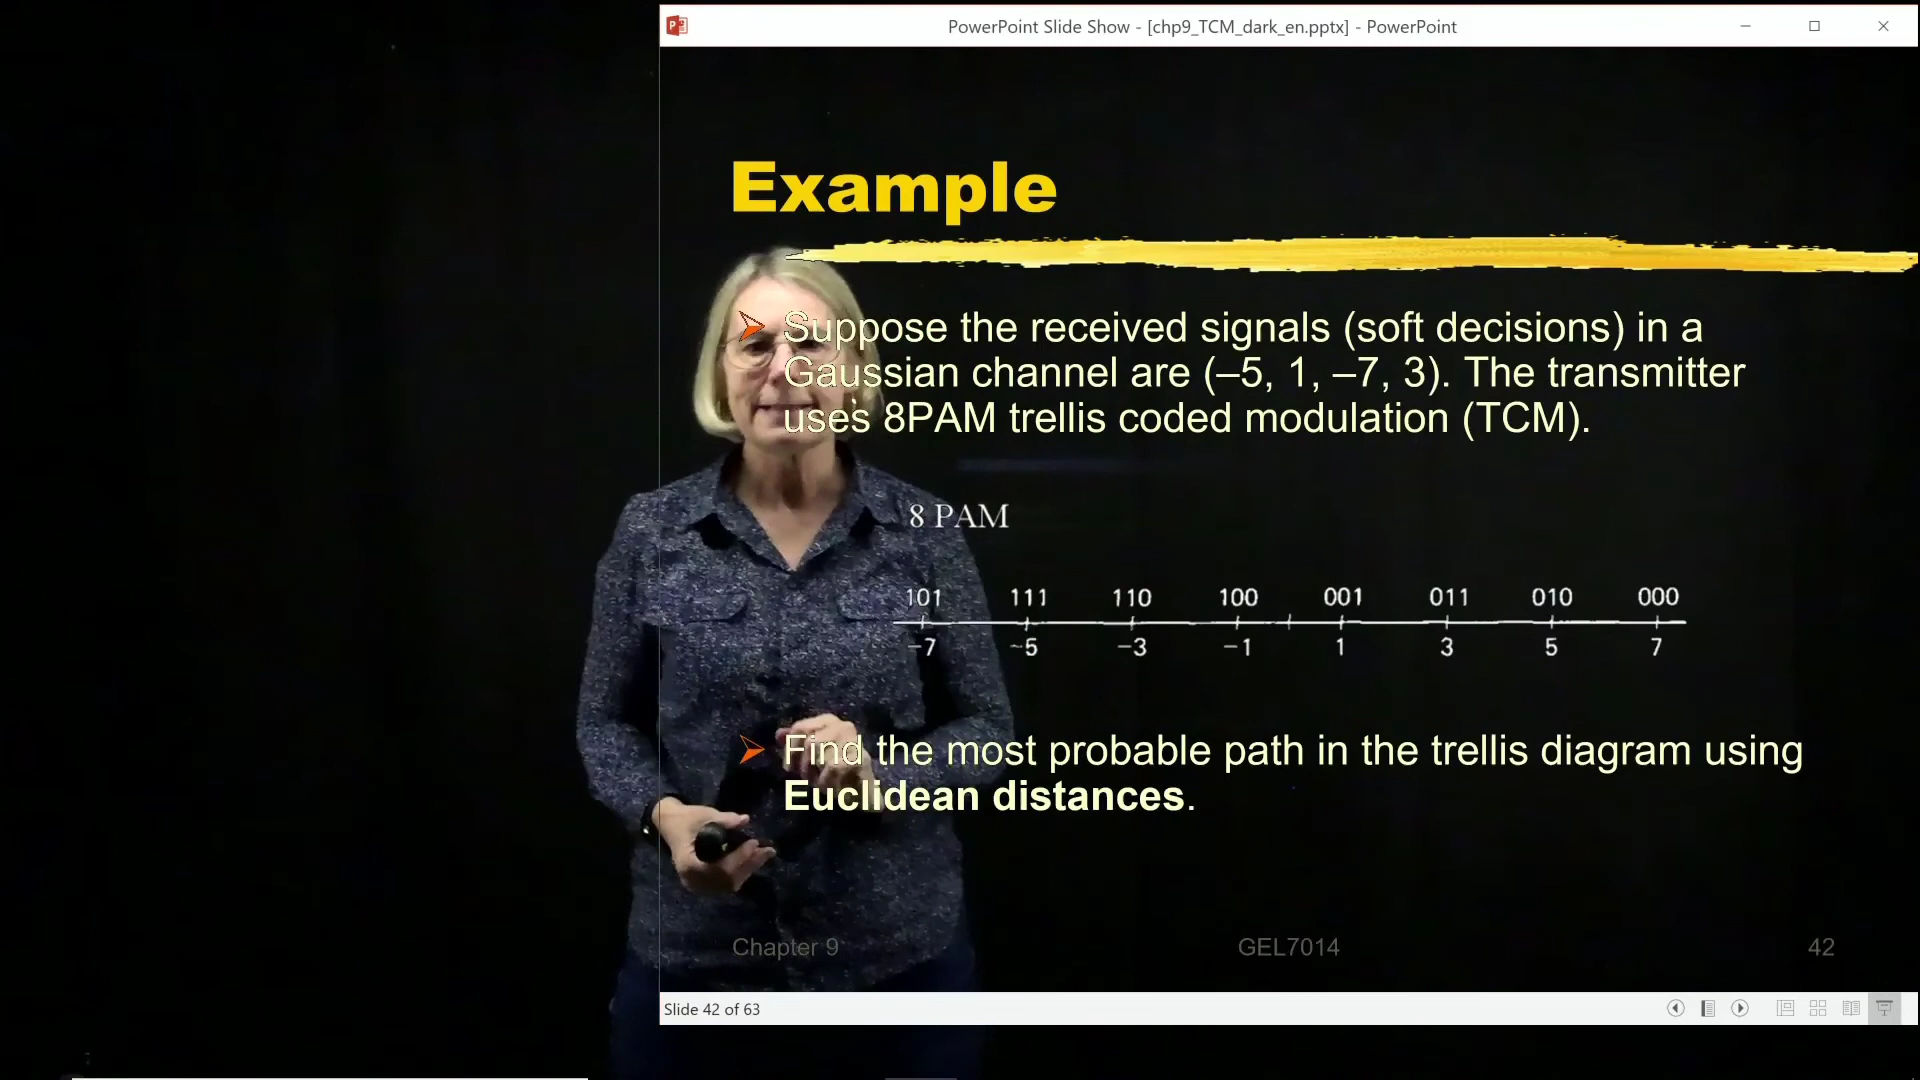 PowerPoint Slide Show - [chp9_TCM_dark_en.pptx] - PowerPoint
Example
Suppose the received signals (soft decisions) in a
Gaussian channel are (–5, 1, –7, 3). The transmitter
uses 8PAM trellis coded modulation (TCM).
8 PAM
101 111 110 100 001 011 010 000
−7 −5 −3 −1 1 3 5 7
Find the most probable path in the trellis diagram using
Euclidean distances.
Chapter 9 GEL7014 42
Slide 42 of 63